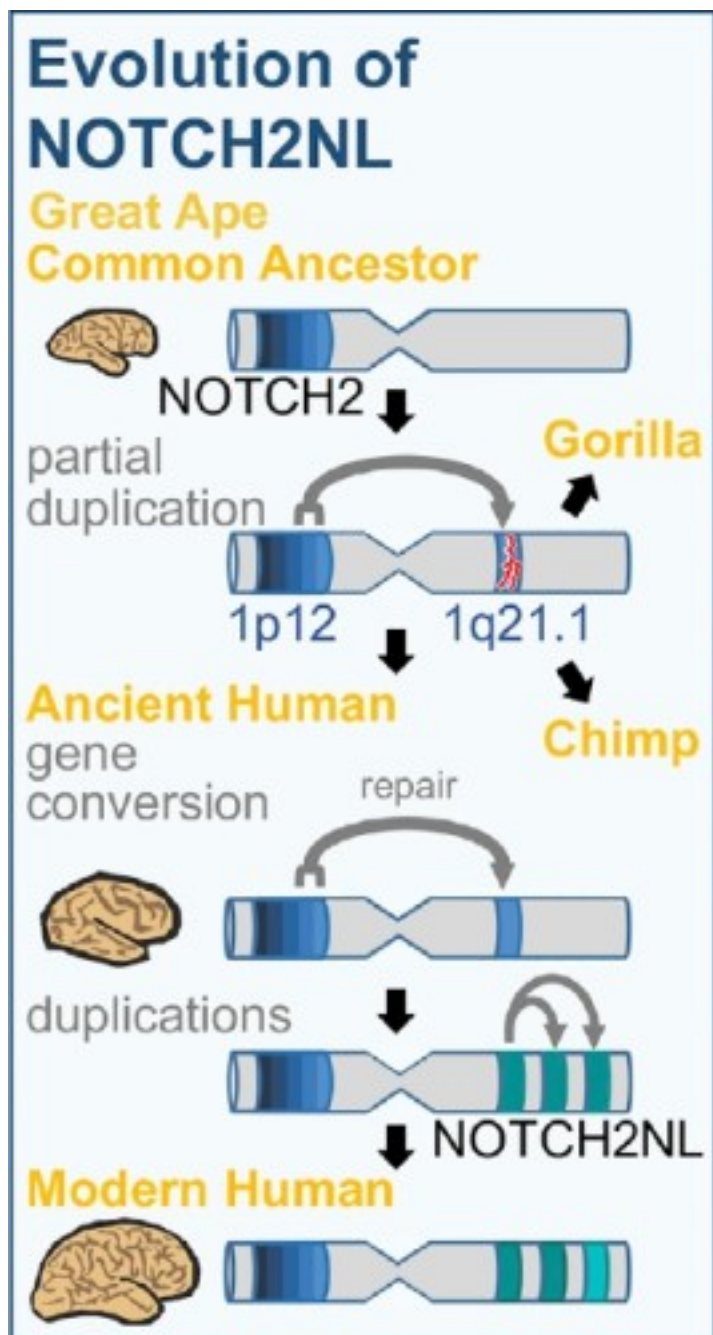 Evolution of
NOTCH2NL
Great Ape
Common Ancestor
NOTCH2
partial
duplication
Gorilla
1p12
1q21.1
Ancient Human
Chimp
gene
conversion
repair
duplications
NOTCH2NL
Modern Human